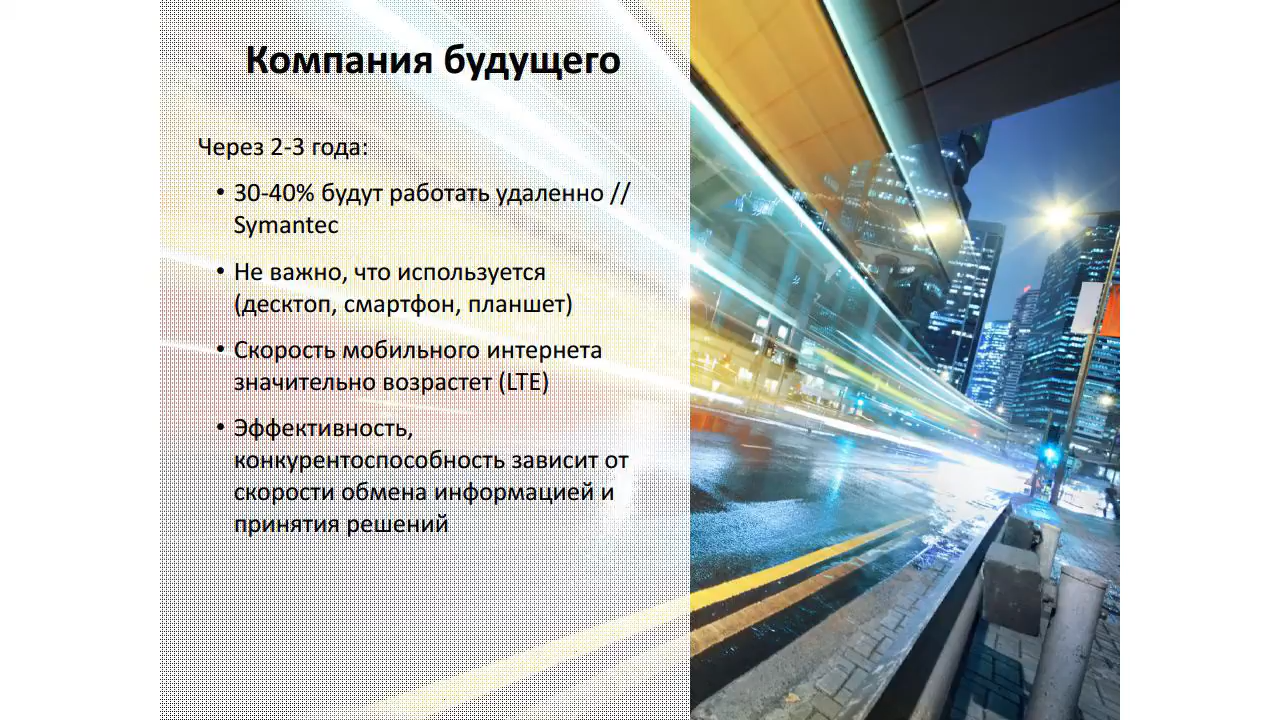 Компания будущего
Через 2-3 года:
• 30-40% будут работать удаленно //
Symantec
• Не важно, что используется
(десктоп, смартфон, планшет)
• Скорость мобильного интернета
значительно возрастет (LTE)
• Эффективность,
конкурентоспособность зависит от
скорости обмена информацией и
принятия решений